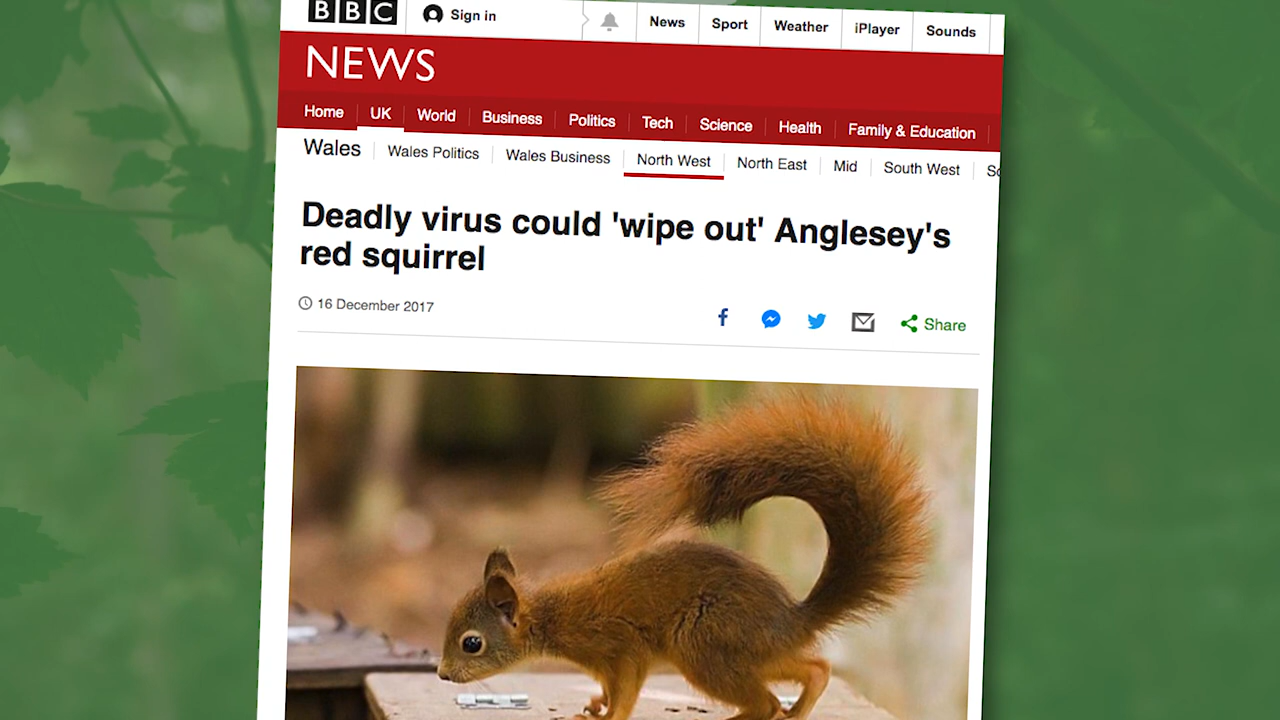 BBC Sign in News Sport Weather iPlayer Sounds
NEWS
Home UK World Business Politics Tech Science Health Family & Education
Wales Wales Politics Wales Business North West North East Mid South West
Deadly virus could 'wipe out' Anglesey's
red squirrel
16 December 2017
Share